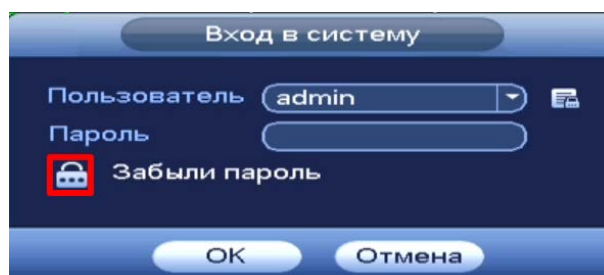 Вход в систему
Пользователь admin
Пароль
Забыли пароль
OK Отмена